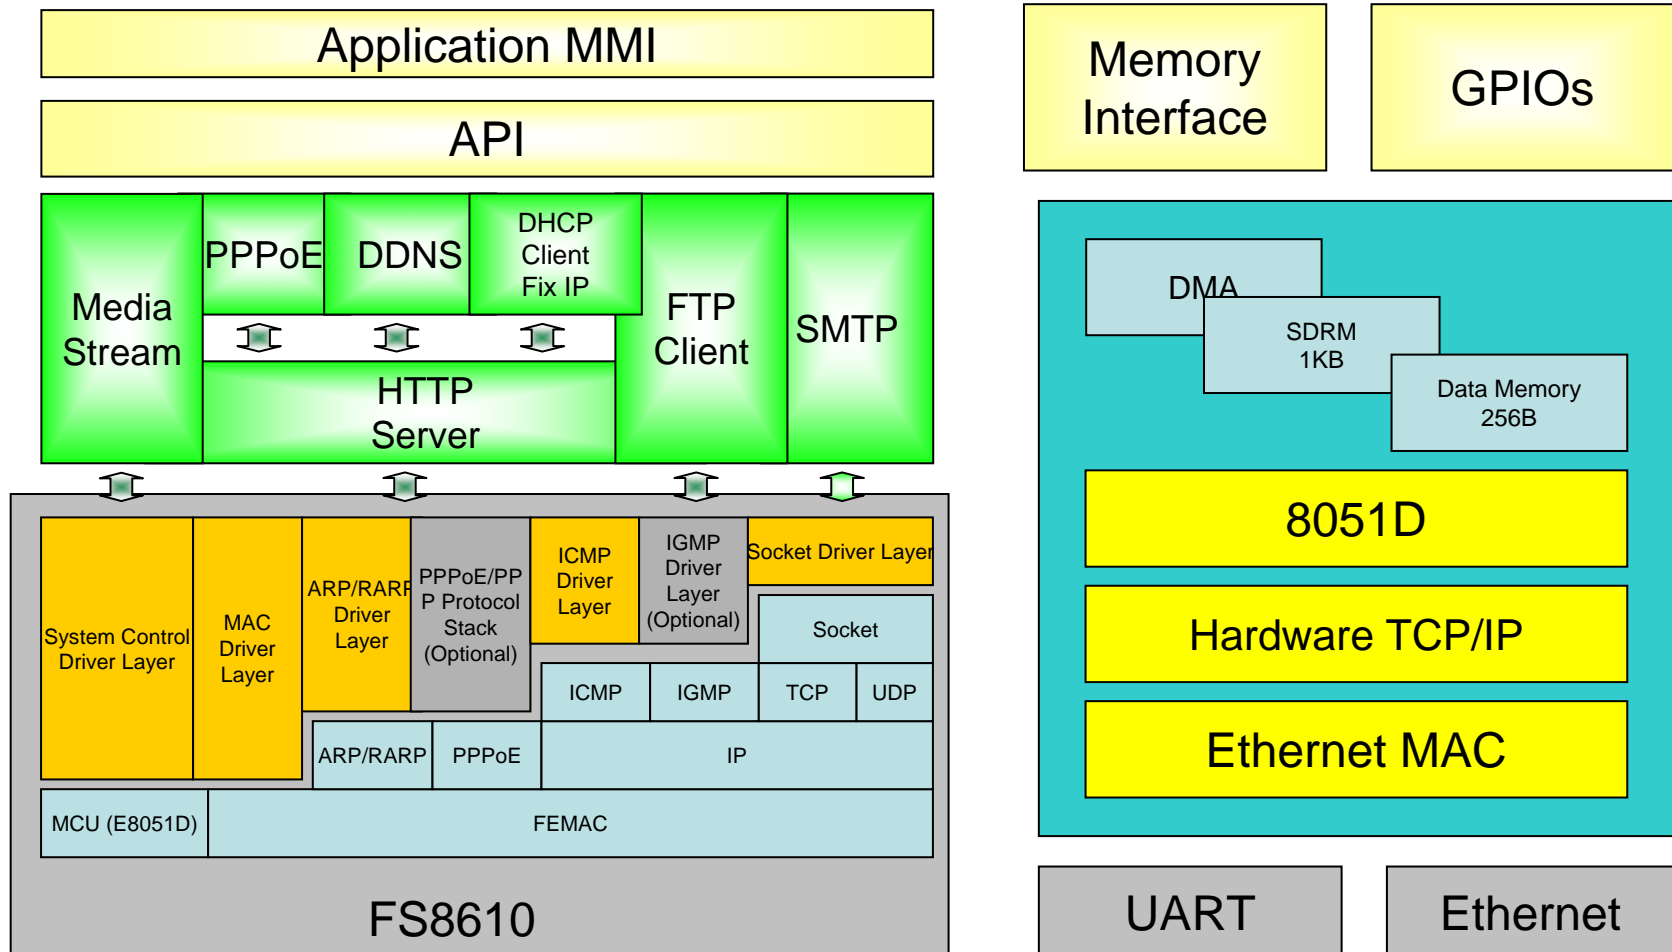 Application MMI
API
Media
Stream
PPPoE
DDNS
DHCP
Client
Fix IP
FTP
Client
SMTP
HTTP
Server
System Control
Driver Layer
MAC
Driver
Layer
ARP/RARP
Driver
Layer
PPPoE/PP
P Protocol
Stack
(Optional)
ICMP
Driver
Layer
IGMP
Driver
Layer
(Optional)
Socket Driver Layer
Socket
ICMP
IGMP
TCP
UDP
ARP/RARP
PPPoE
IP
MCU (E8051D)
FEMAC
FS8610
Memory
Interface
GPIOs
DMA
SDRM
1KB
Data Memory
256B
8051D
Hardware TCP/IP
Ethernet MAC
UART
Ethernet